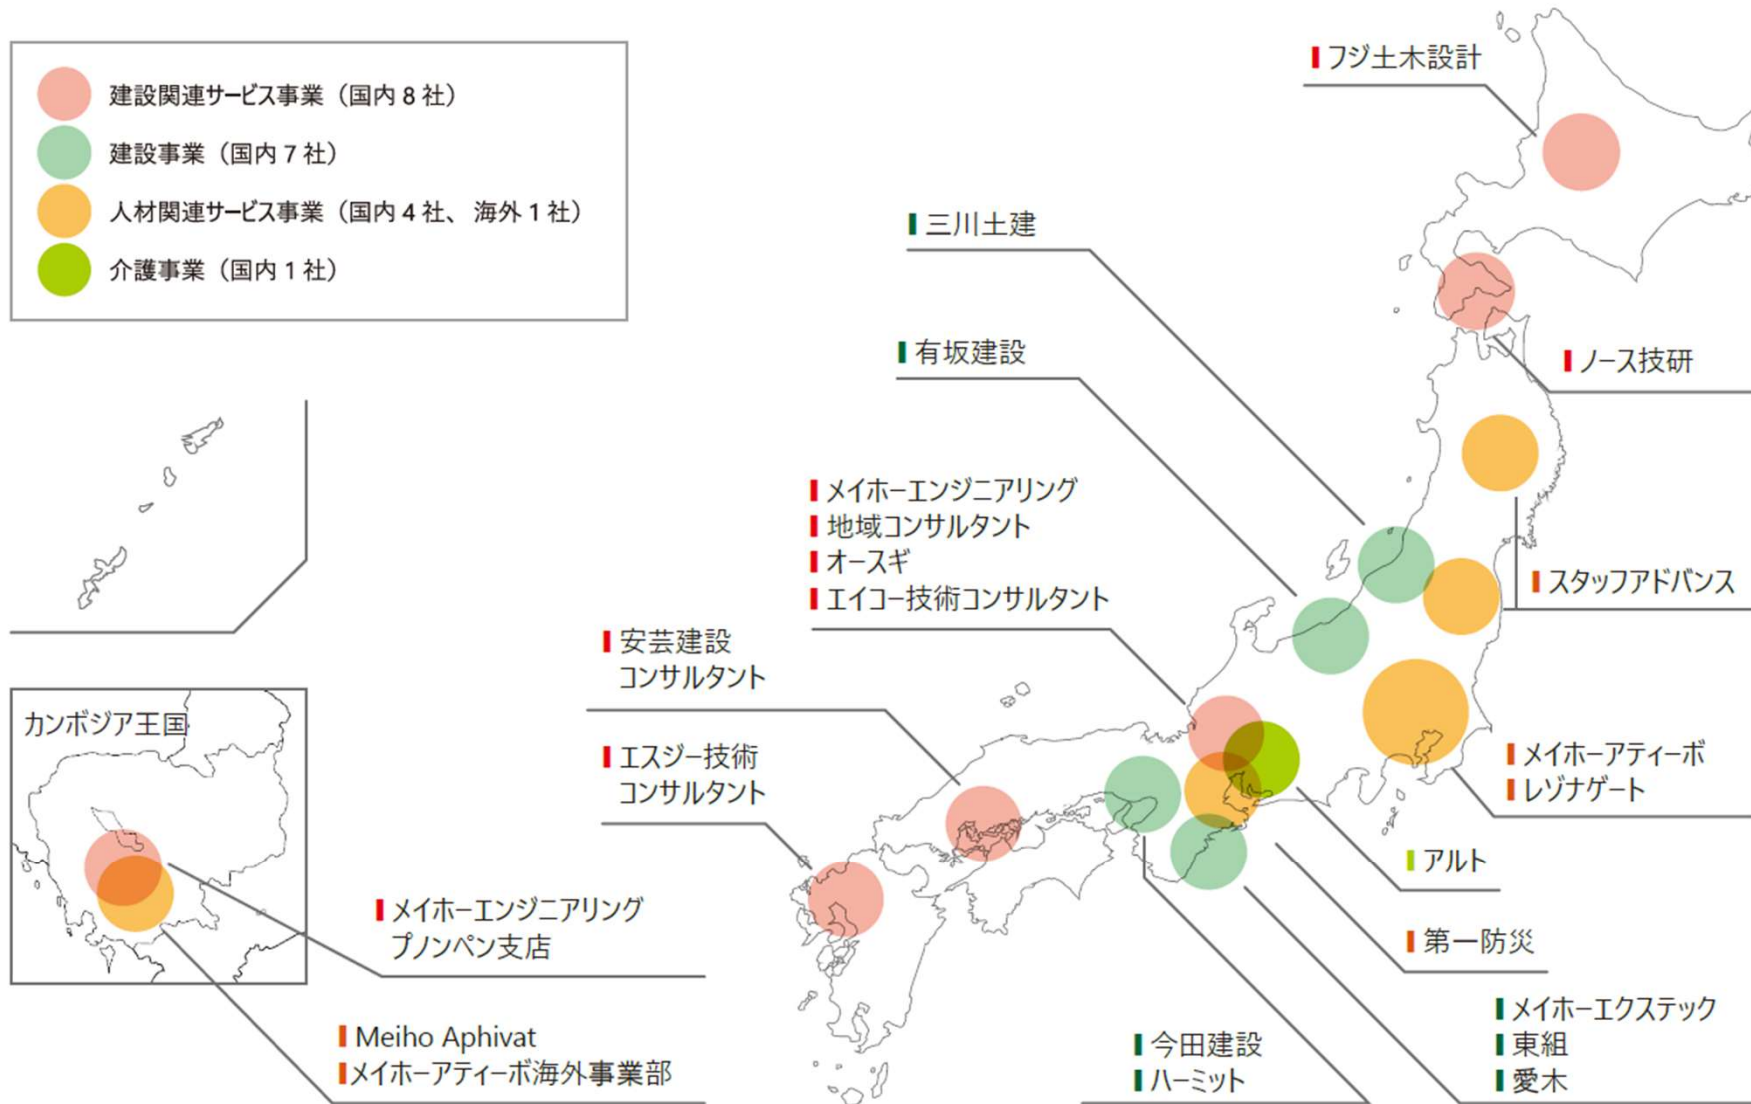 建設関連サービス事業（国内8社）
建設事業（国内7社）
人材関連サービス事業（国内4社、海外1社）
介護事業（国内1社）
フジ土木設計
三川土建
有坂建設
ノース技研
メイホーエンジニアリング
地域コンサルタント
オースギ
エイコー技術コンサルタント
スタッフアドバンス
安芸建設
コンサルタント
カンボジア王国
エスジー技術
コンサルタント
メイホーアティーボ
レゾナゲート
アルト
メイホーエンジニアリング
プノンペン支店
第一防災
Meiho Aphivat
メイホーアティーボ海外事業部
今田建設
ハーミット
メイホーエクステック
東組
愛木